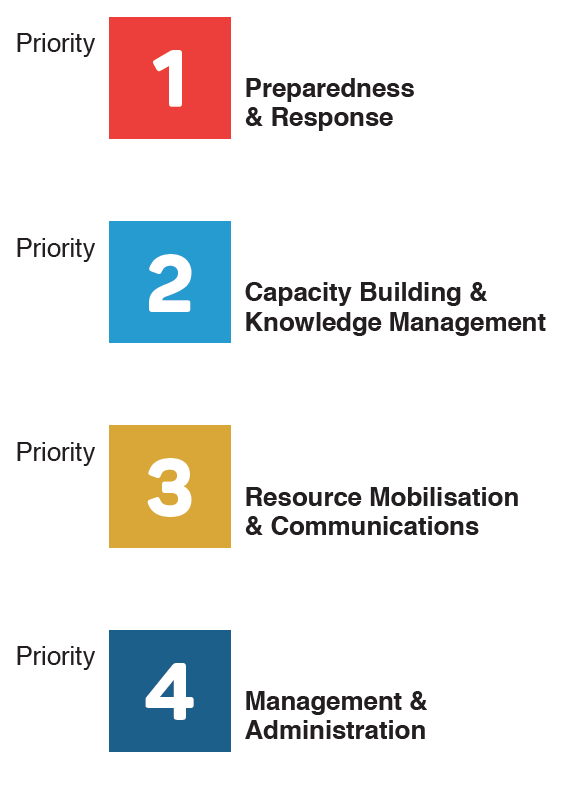 Priority
1
Preparedness
& Response
Priority
2
Capacity Building &
Knowledge Management
Priority
3
Resource Mobilisation
& Communications
Priority
4
Management &
Administration